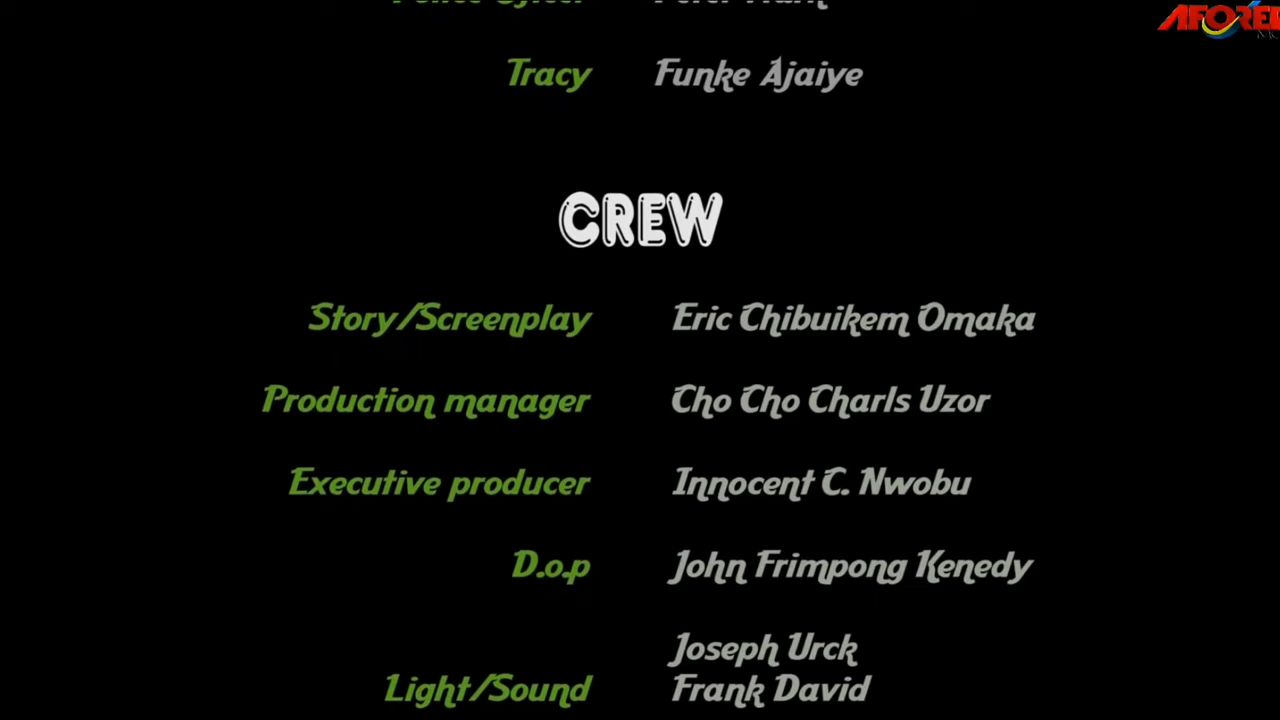 Tracy Funke Ajaiye
CREW
Story/Screenplay Eric Chibuikem Omaka
Production manager Cho Cho Charls Uzor
Executive producer Innocent C. Nwobu
D.o.p John Frimpong Kenedy
Joseph Urck
Light/Sound Frank David